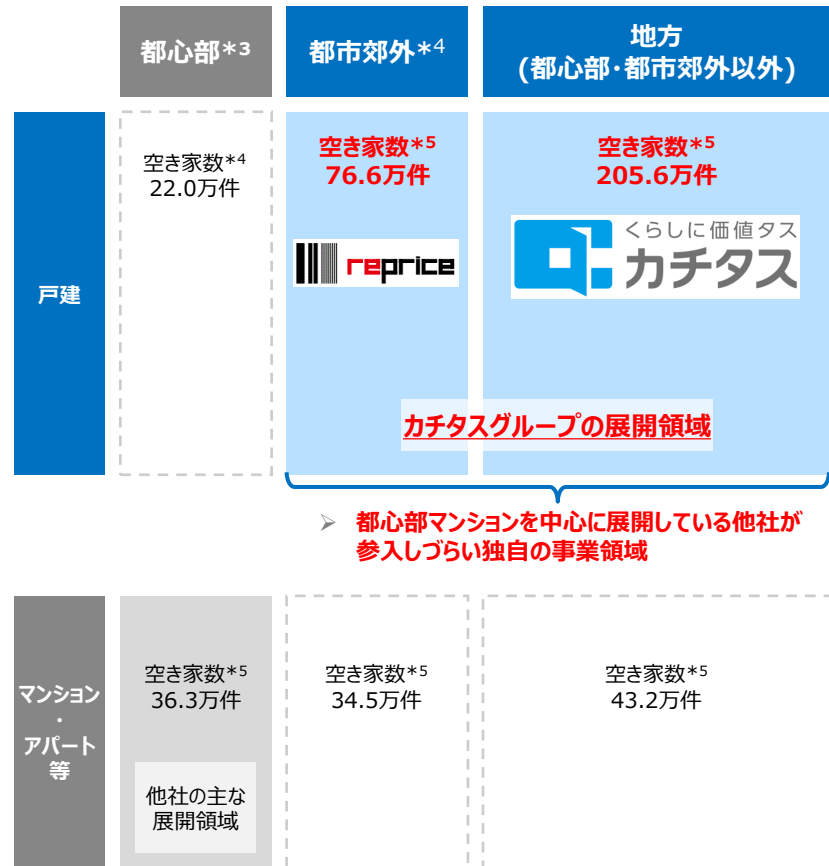 都心部*3
都市郊外*4
地方
(都心部・都市郊外以外)
戸建
空き家数*4
22.0万件
空き家数*5
76.6万件
reprice
空き家数*5
205.6万件
くらしに価値タス
カチタス
カチタスグループの展開領域
➢ 都心部マンションを中心に展開している他社が
参入しづらい独自の事業領域
マンション
・
アパート
等
空き家数*5
36.3万件
他社の主な
展開領域
空き家数*5
34.5万件
空き家数*5
43.2万件